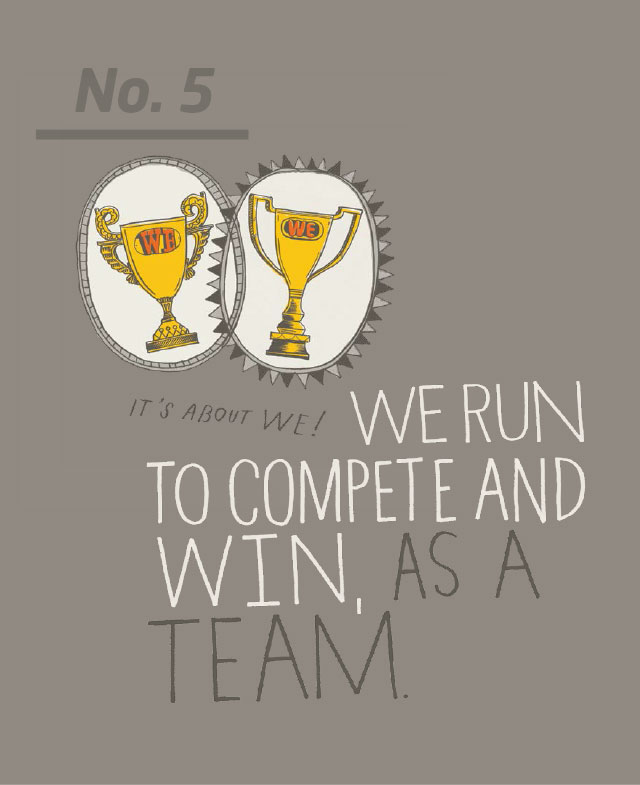 No. 5
WE
WE
IT'S ABOUT WE!
WE RUN
TO COMPETE AND
WIN, AS A
TEAM.